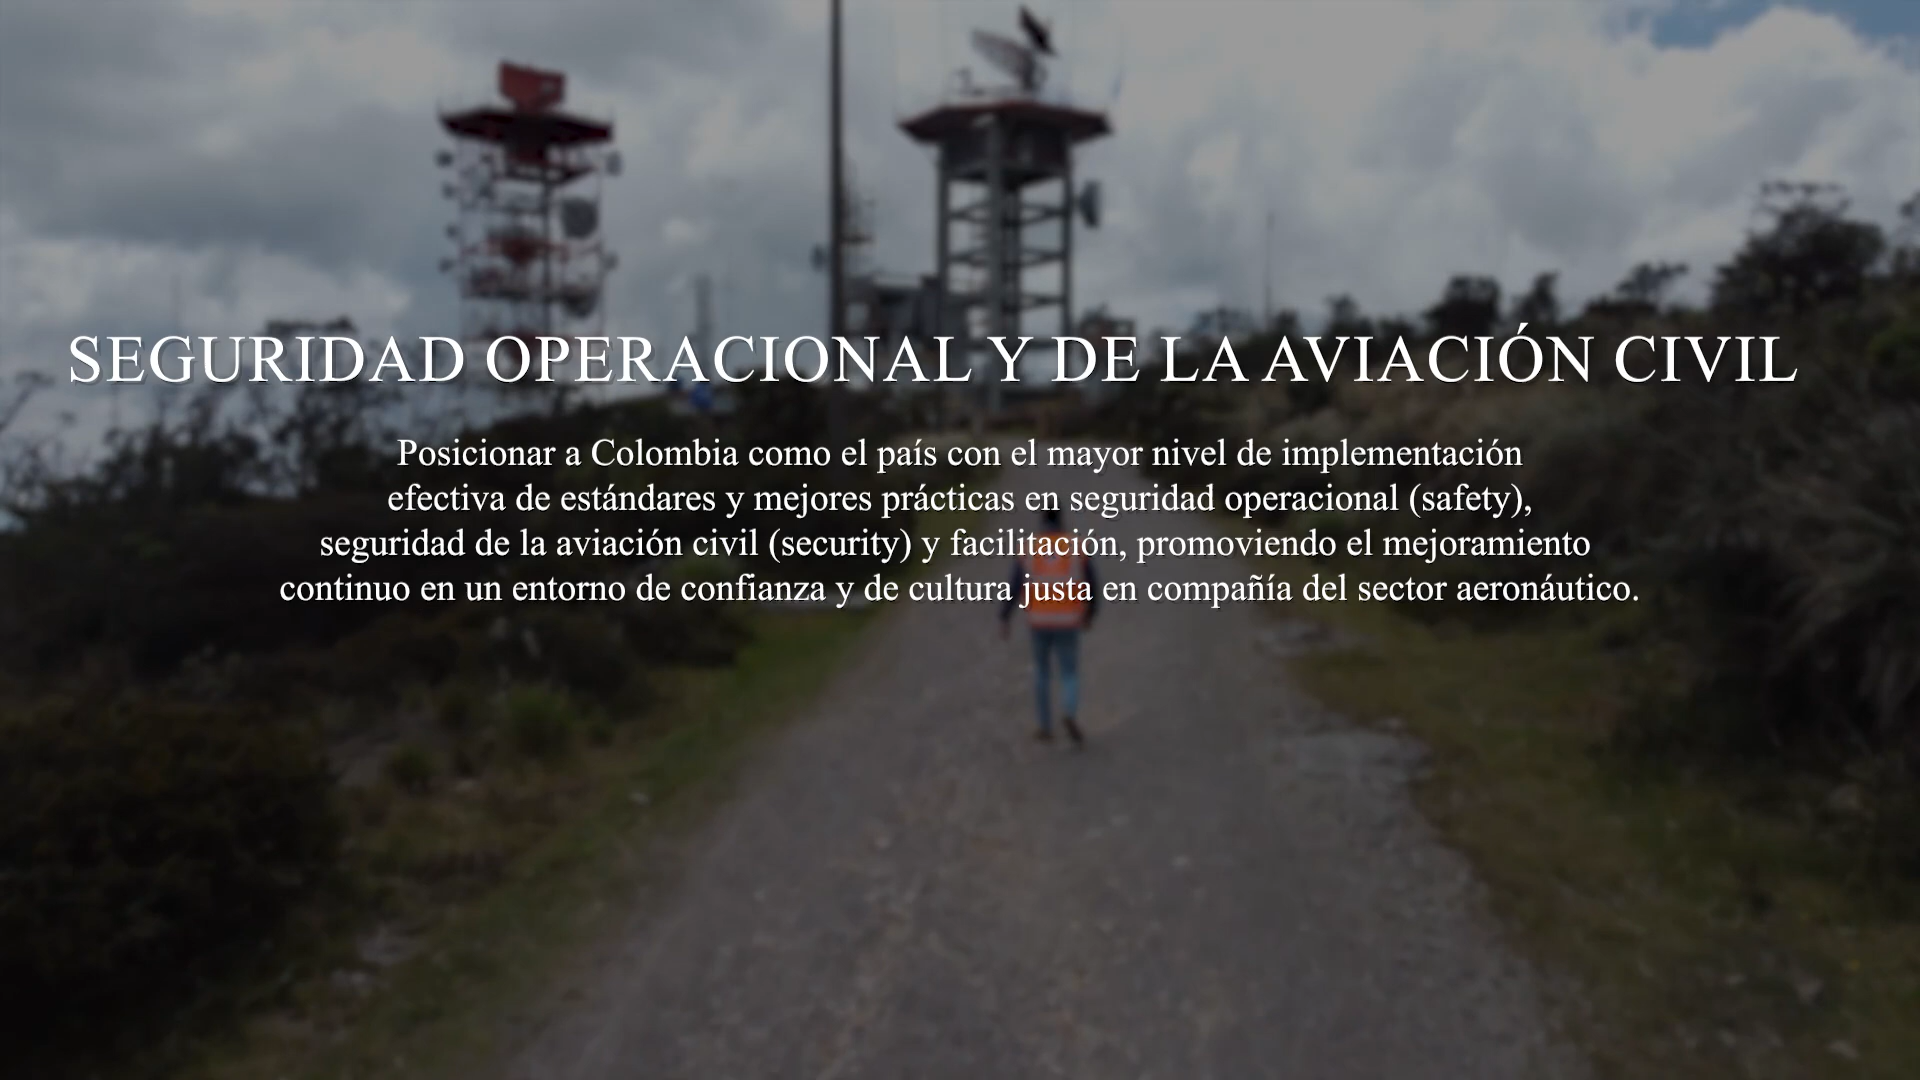 SEGURIDAD OPERACIONAL Y DE LA AVIACIÓN CIVIL
Posicionar a Colombia como el país con el mayor nivel de implementación
efectiva de estándares y mejores prácticas en seguridad operacional (safety),
seguridad de la aviación civil (security) y facilitación, promoviendo el mejoramiento
continuo en un entorno de confianza y de cultura justa en compañía del sector aeronáutico.